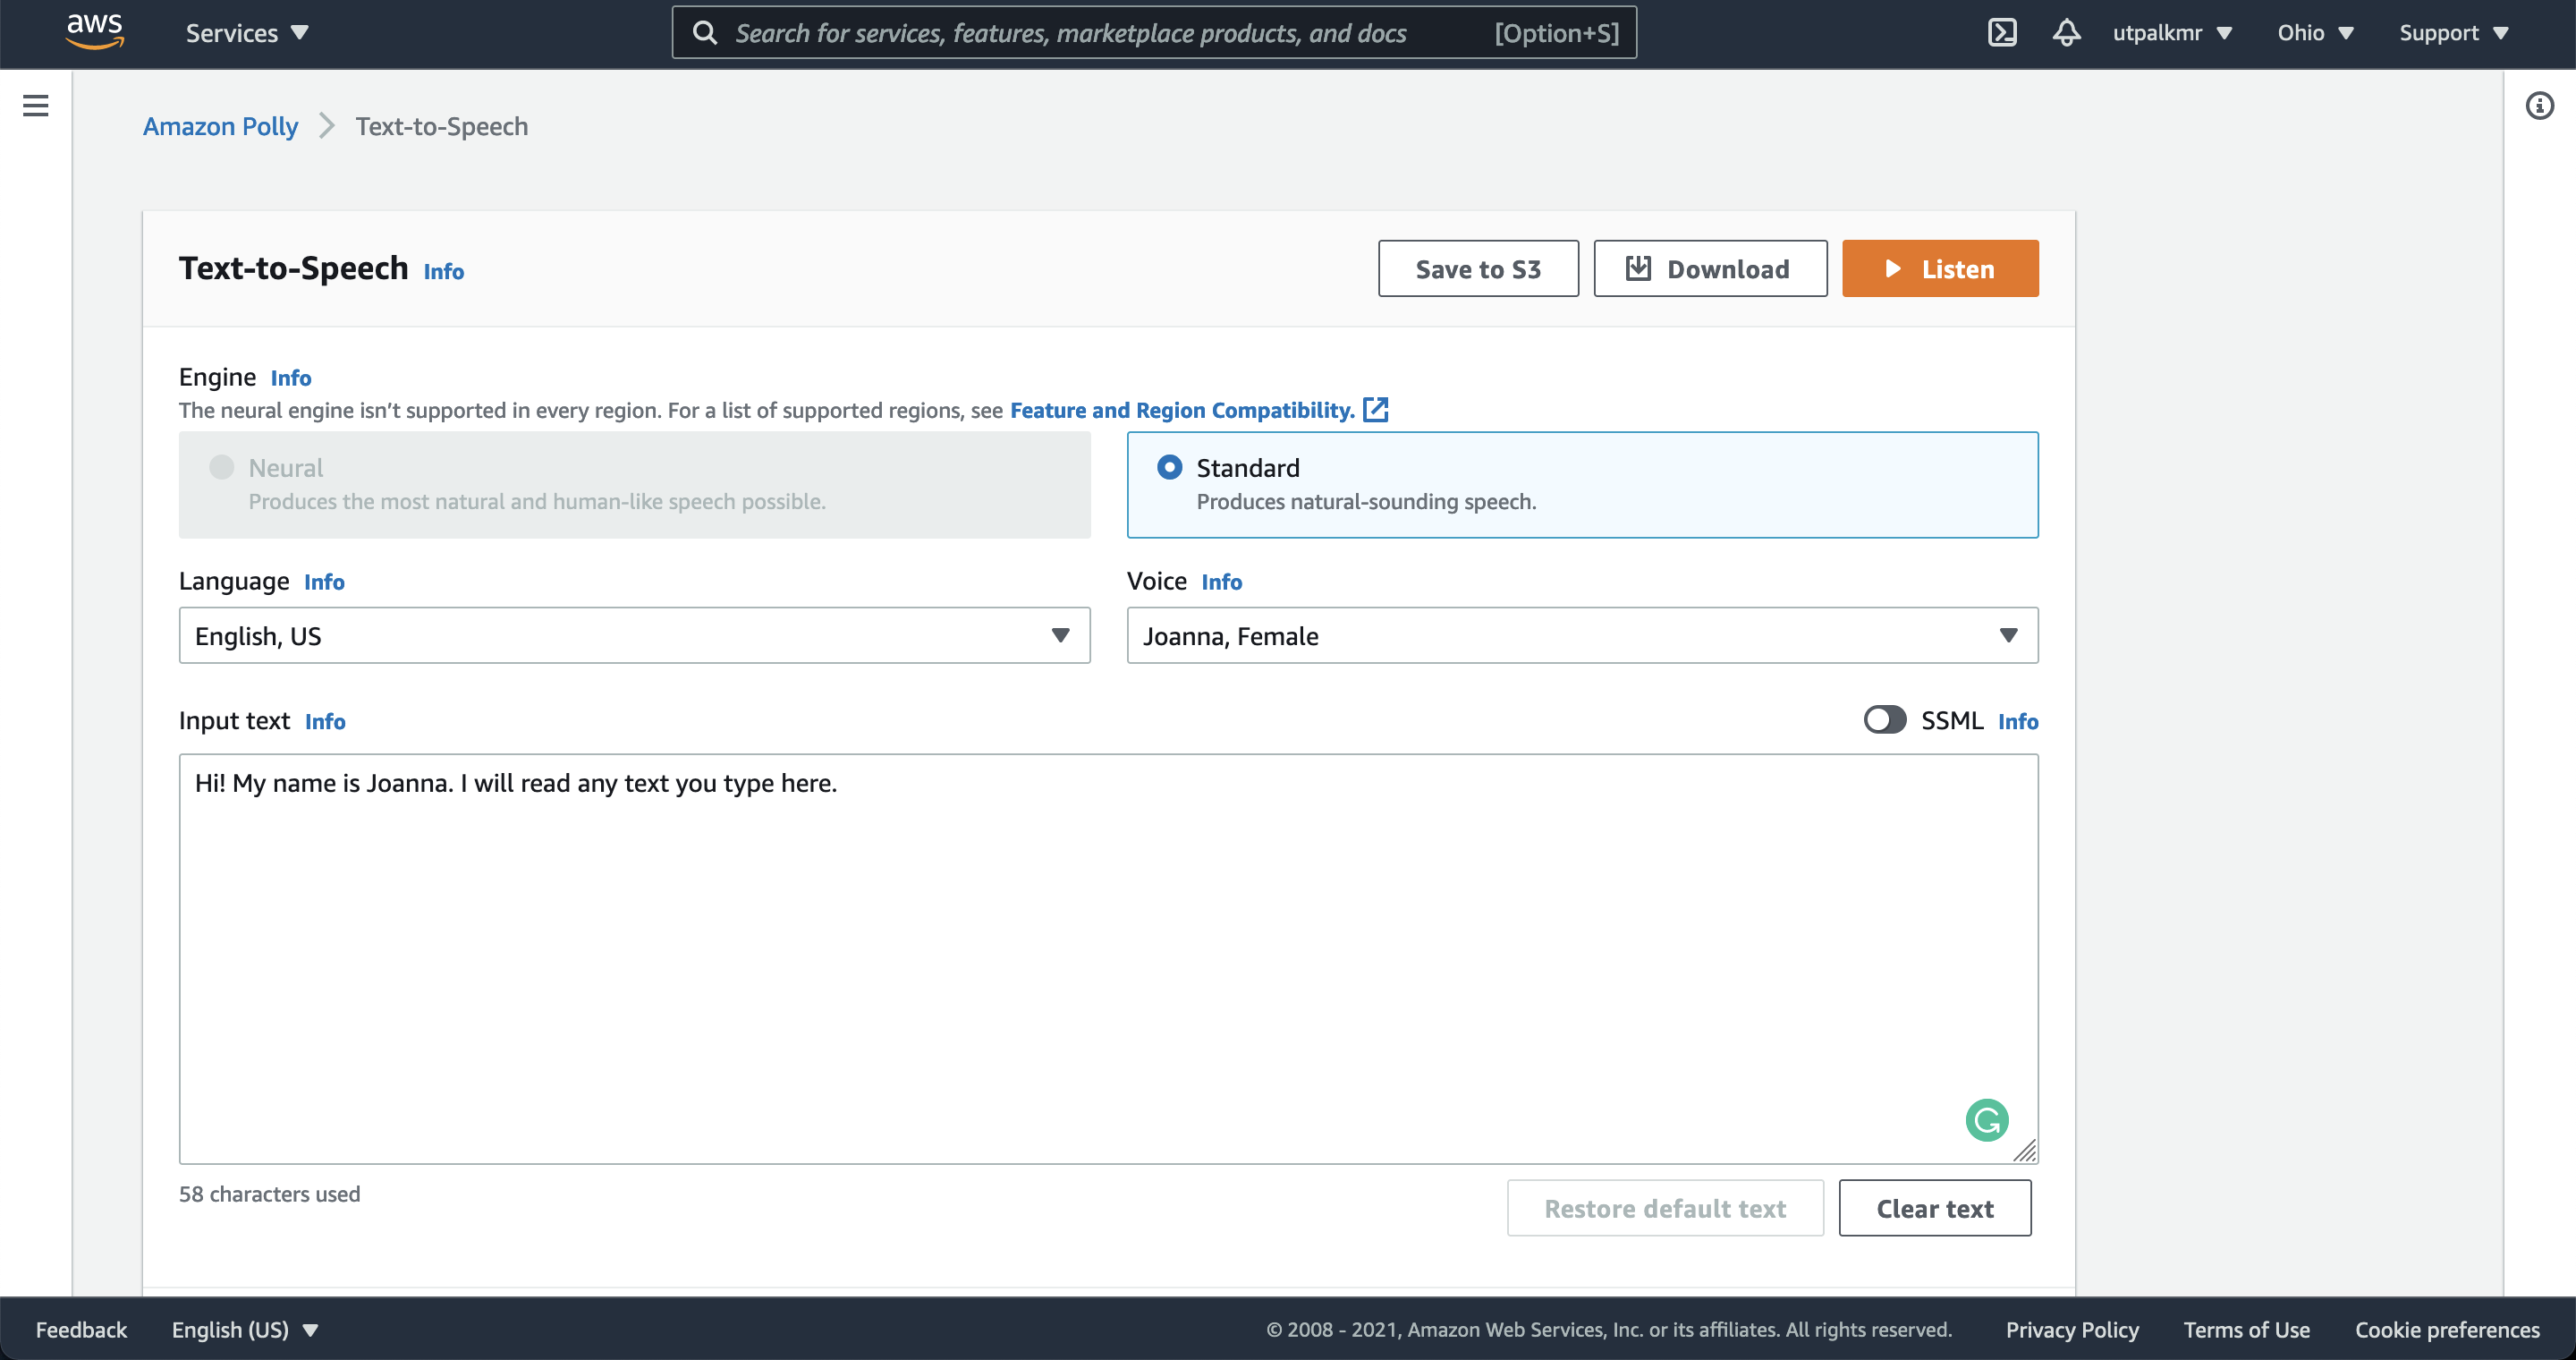 aws Services Search for services, features, marketplace products, and docs [Option+S] utpalkmr Ohio Support
Amazon Polly Text-to-Speech
Text-to-Speech Info Save to S3 Download Listen
Engine Info
The neural engine isn’t supported in every region. For a list of supported regions, see Feature and Region Compatibility.
Neural
Produces the most natural and human-like speech possible.
Standard
Produces natural-sounding speech.
Language Info
English, US
Voice Info
Joanna, Female
Input text Info SSML Info
Hi! My name is Joanna. I will read any text you type here.
58 characters used
Restore default text Clear text
Feedback English (US) © 2008 - 2021, Amazon Web Services, Inc. or its affiliates. All rights reserved. Privacy Policy Terms of Use Cookie preferences